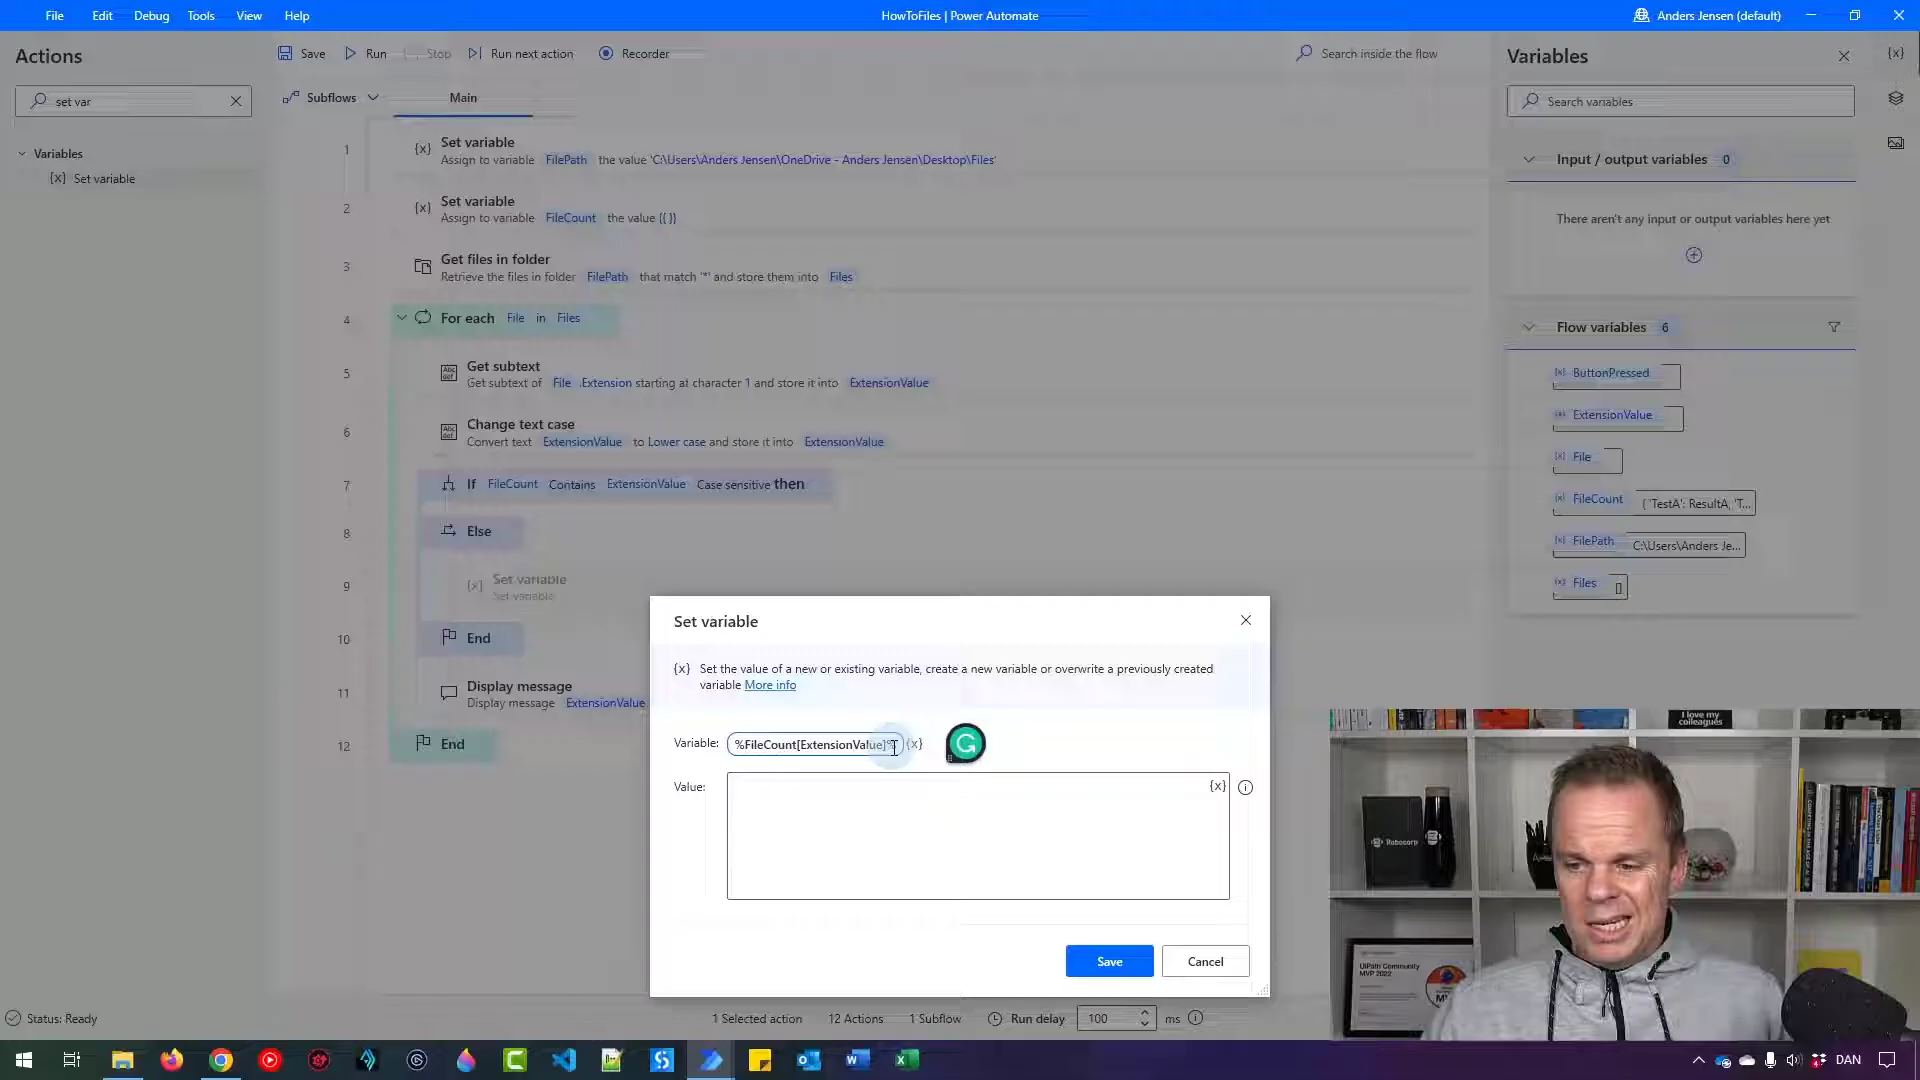 File Edit Debug Tools View Help
HowToFiles | Power Automate
Anders Jensen (default)
Actions
set var
Variables
{x} Set variable
Save Run Stop Run next action Recorder
Search inside the flow
Subflows Main
1
Set variable
Assign to variable FilePath the value 'C:\Users\Anders Jensen\OneDrive - Anders Jensen\Desktop\Files'
2
Set variable
Assign to variable FileCount the value {{ }}
3
Get files in folder
Retrieve the files in folder FilePath that match '*' and store them into Files
4
For each File in Files
5
Get subtext
Get subtext of File .Extension starting at character 1 and store it into ExtensionValue
6
Change text case
Convert text ExtensionValue to Lower case and store it into ExtensionValue
7
If FileCount Contains ExtensionValue Case sensitive then
8
Else
9
Set variable
Set variable
10
End
11
Display message
Display message ExtensionValue
12
End
Set variable
{x} Set the value of a new or existing variable, create a new variable or overwrite a previously created
variable More info
Variable: %FileCount[ExtensionValue]% {x}
Value: {x}
Save Cancel
Variables
Search variables
Input / output variables 0
There aren't any input or output variables here yet
Flow variables 6
ButtonPressed
ExtensionValue
File
FileCount {'TestA': ResultA, 'T...
FilePath C:\Users\Anders Je...
Files []
I love my
colleagues
Robocorp
UiPath Community
MVP 2022
Status: Ready
1 Selected action 12 Actions 1 Subflow Run delay 100 ms
DAN